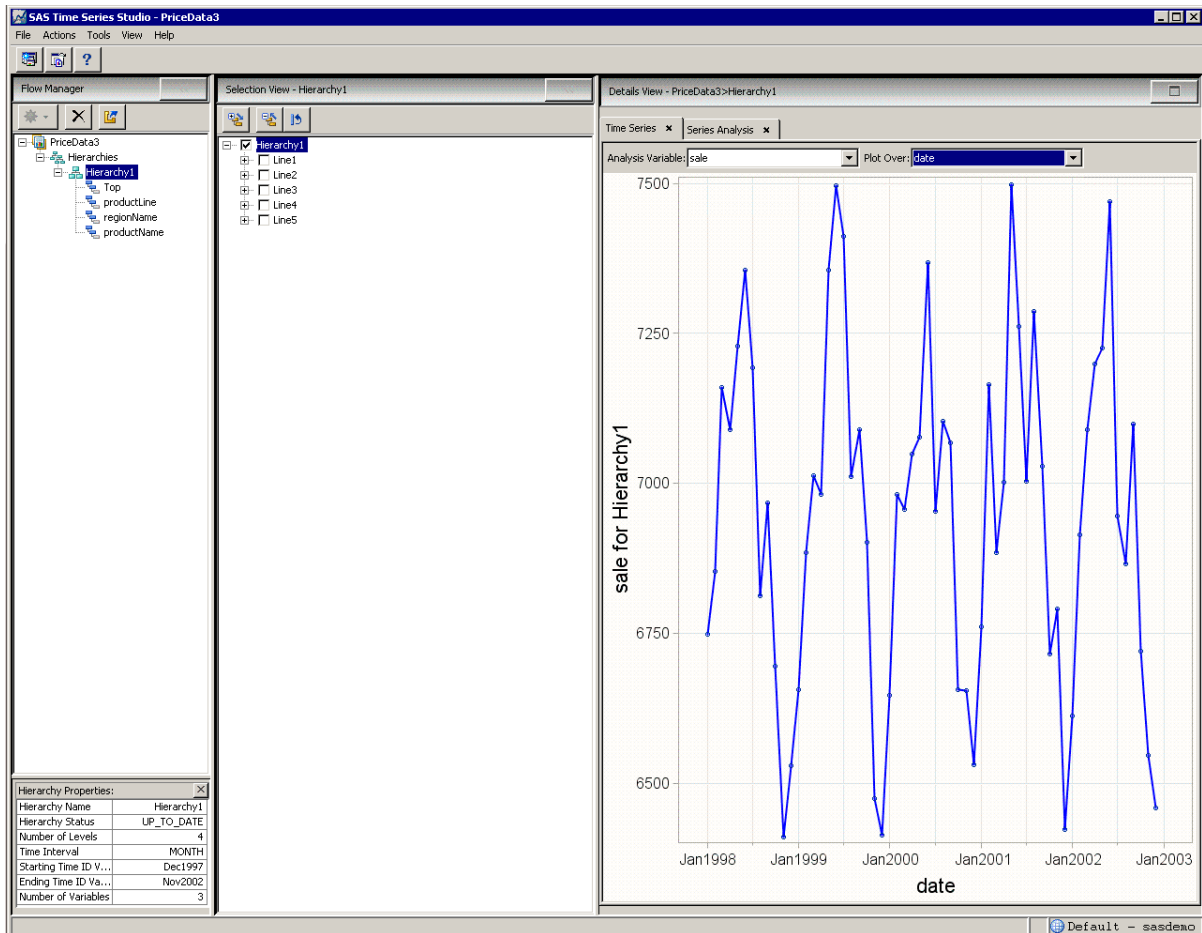 SAS Time Series Studio - PriceData3
File Actions Tools View Help
Flow Manager
PriceData3
Hierarchies
Hierarchy1
Top
productLine
regionName
productName
Hierarchy Properties:
Hierarchy Name Hierarchy1
Hierarchy Status UP_TO_DATE
Number of Levels 4
Time Interval MONTH
Starting Time ID V... Dec1997
Ending Time ID Va... Nov2002
Number of Variables 3
Selection View - Hierarchy1
Hierarchy1
Line1
Line2
Line3
Line4
Line5
Details View - PriceData3>Hierarchy1
Time Series Series Analysis
Analysis Variable: sale Plot Over: date
7500
7250
7000
6750
6500
sale for Hierarchy1
Jan1998 Jan1999 Jan2000 Jan2001 Jan2002 Jan2003
date
Default - sasdemo